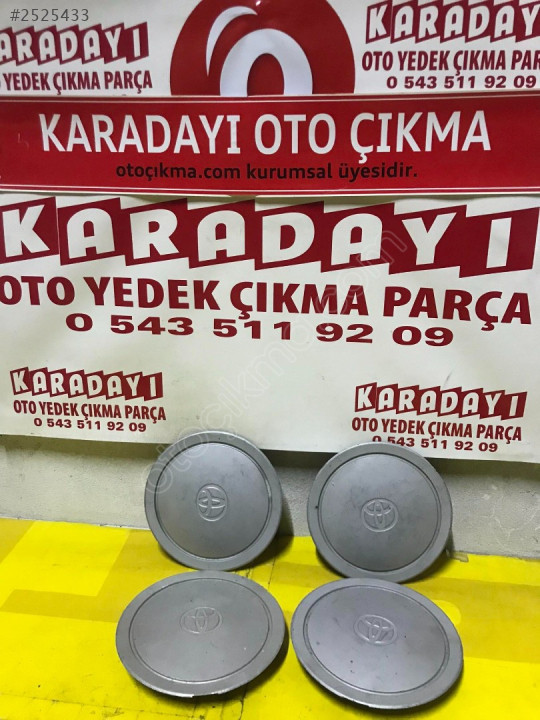 #2525433
KARADAYI
OTO YEDEK ÇIKMA PARÇA
0 543 511 92 09
KARADAYI
OTO YEDEK ÇIKMA PARÇA
0 543 511 92 09
KARADAYI OTO ÇIKMA
otoçıkma.com kurumsal üyesidir.
KARADAYI
OTO YEDEK ÇIKMA PARÇA
0 543 511 92 09
KARADAYI
OTO YEDEK ÇIKMA PARÇA
0 543 511 92 09
KARADAYI
OTO YEDEK ÇIKMA PARÇA
0 543 511 92 09
otocikma.com